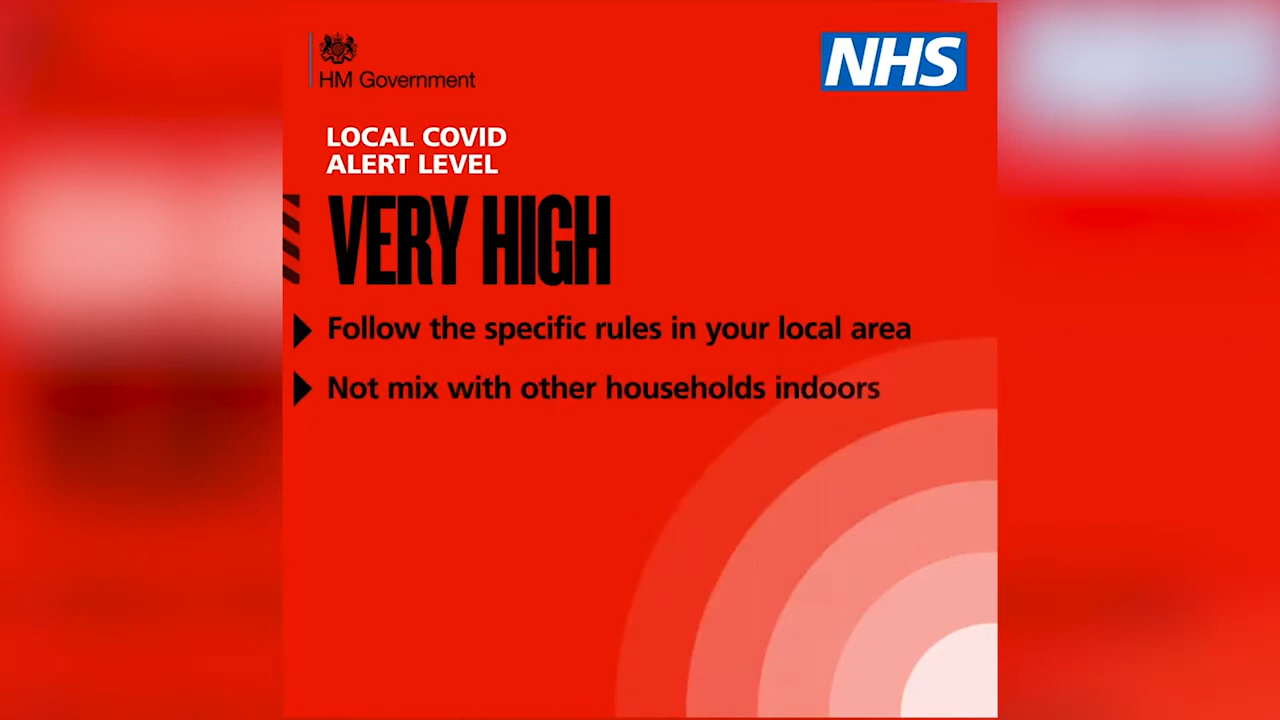 HM Government
NHS
LOCAL COVID
ALERT LEVEL
VERY HIGH
Follow the specific rules in your local area
Not mix with other households indoors